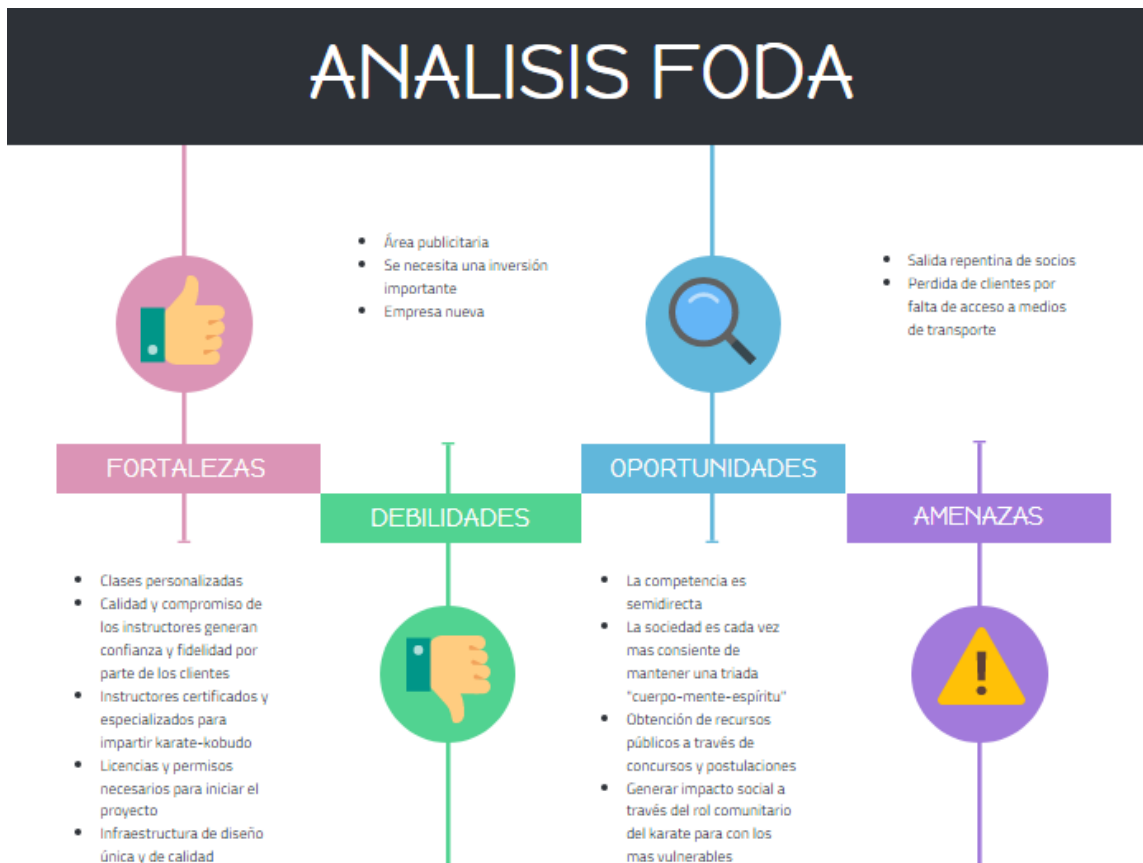 ANALISIS FODA
FORTALEZAS
Clases personalizadas
Calidad y compromiso de
los instructores generan
confianza y fidelidad por
parte de los clientes
Instructores certificados y
especializados para
impartir karate-kobudo
Licencias y permisos
necesarios para iniciar el
proyecto
Infraestructura de diseño
única y de calidad
Área publicitaria
Se necesita una inversión
importante
Empresa nueva
DEBILIDADES
OPORTUNIDADES
La competencia es
semidirecta
La sociedad es cada vez
mas consiente de
mantener una triada
"cuerpo-mente-espíritu"
Obtención de recursos
públicos a través de
concursos y postulaciones
Generar impacto social a
través del rol comunitario
del karate para con los
mas vulnerables
Salida repentina de socios
Perdida de clientes por
falta de acceso a medios
de transporte
AMENAZAS